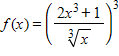 f(x) = ( (2x³ + 1) / ∛x )³